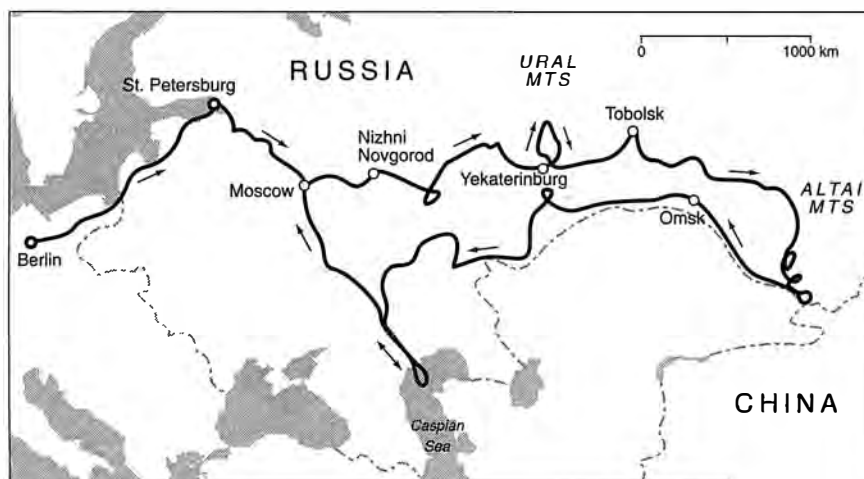 RUSSIA
URAL
MTS
0 1000 km
St. Petersburg
Tobolsk
Nizhni
Novgorod
Moscow
Yekaterinburg
ALTAI
MTS
Omsk
Berlin
CHINA
Caspian
Sea